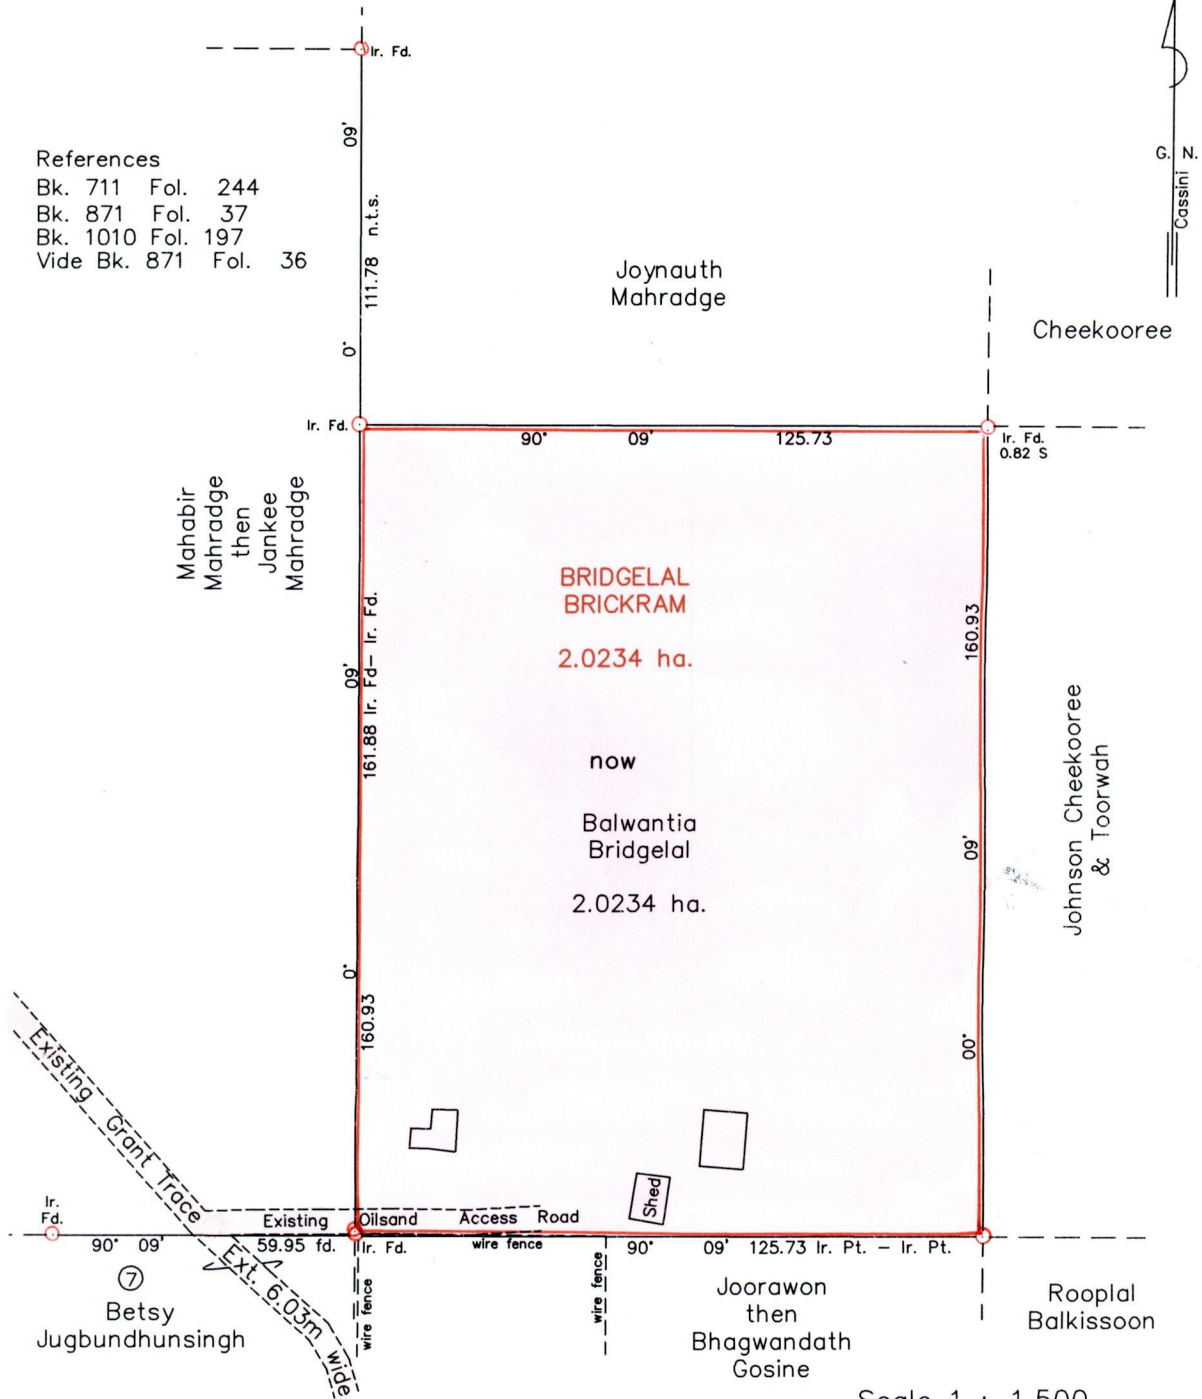 Ir. Fd.
09'
111.78 n.t.s.
0°
References
Bk. 711 Fol. 244
Bk. 871 Fol. 37
Bk. 1010 Fol. 197
Vide Bk. 871 Fol. 36
G. N.
Cassini
Joynauth
Mahradge
Cheekooree
Ir. Fd.
90° 09' 125.73
Ir. Fd.
0.82 S
Mahabir
Mahradge
then
Jankee
Mahradge
BRIDGELAL
BRICKRAM
2.0234 ha.
now
Balwantia
Bridgelal
2.0234 ha.
161.88 Ir. Fd- Ir. Fd.
09'
0°
160.93
160.93
09'
00°
Johnson Cheekooree
& Toorwah
Existing Grant Trace
Ext. 6.03m wide
Shed
Existing Oilsand Access Road
Ir.
Fd.
90° 09' 59.95 fd.
Ir. Fd.
wire fence
90° 09' 125.73 Ir. Pt. - Ir. Pt.
wire fence
wire fence
7
Betsy
Jugbundhunsingh
Joorawon
then
Bhagwandath
Gosine
Rooplal
Balkissoon
Scale 1 : 1,500